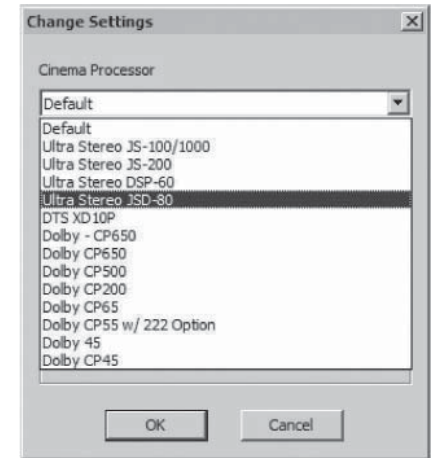 Change Settings
Cinema Processor
Default
Default
Ultra Stereo JS-100/1000
Ultra Stereo JS-200
Ultra Stereo DSP-60
Ultra Stereo JSD-80
DTS XD10P
Dolby - CP650
Dolby CP650
Dolby CP500
Dolby CP200
Dolby CP65
Dolby CP55 w/ 222 Option
Dolby 45
Dolby CP45
OK Cancel